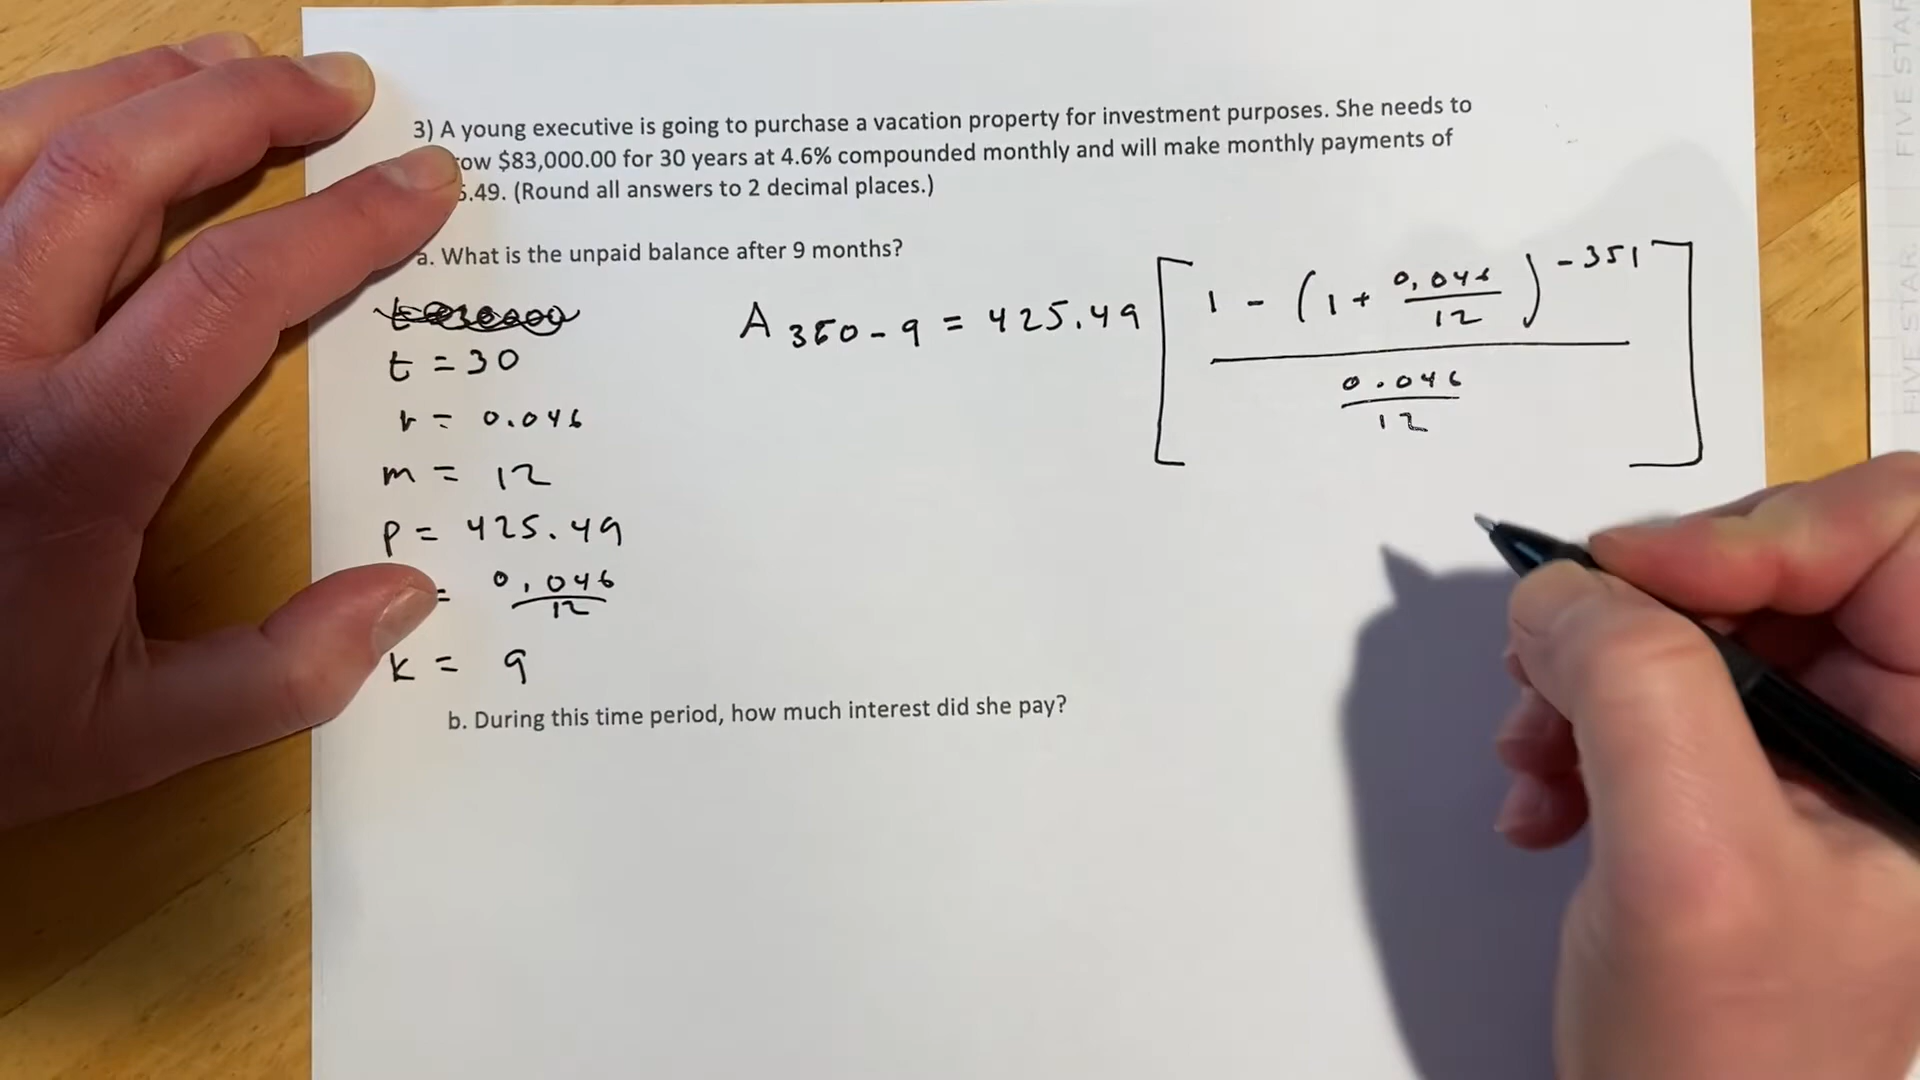 3) A young executive is going to purchase a vacation property for investment purposes. She needs to
$83,000.00 for 30 years at 4.6% compounded monthly and will make monthly payments of
.49. (Round all answers to 2 decimal places.)
a. What is the unpaid balance after 9 months?
t = 30
r = 0.046
m = 12
p = 425.49
= 0.046
12
k = 9
A 360 - 9 = 425.49 [ 1 - ( 1 + 0.046 / 12 ) - 351 ]
0.046
12
b. During this time period, how much interest did she pay?
FIVE STAR
FIVE STAR